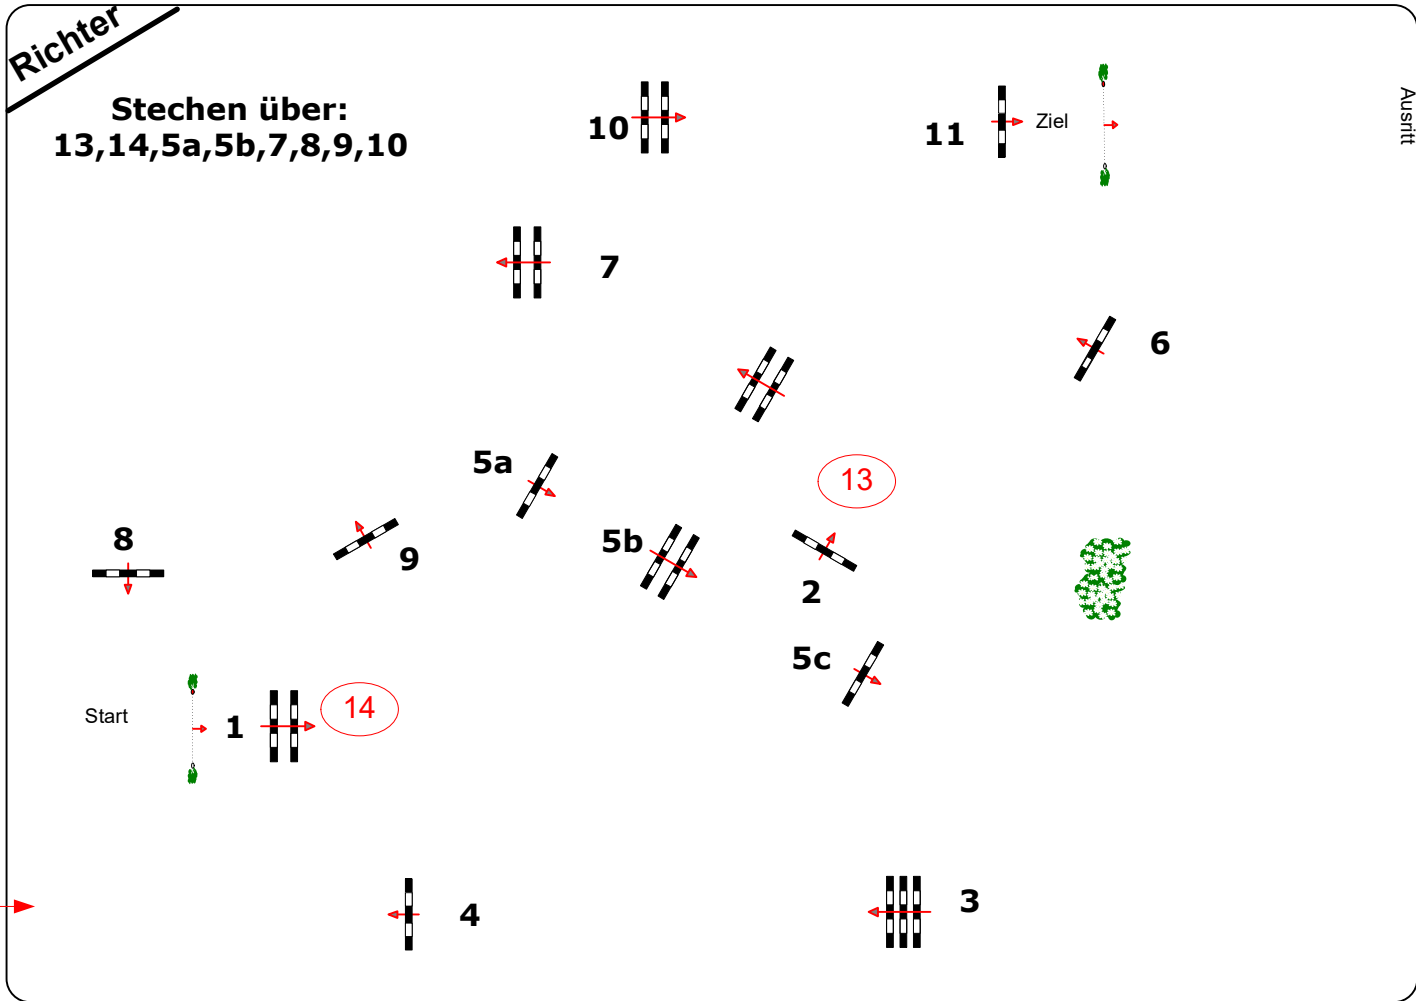 Richter
Stechen über:
13,14,5a,5b,7,8,9,10
10
11
Ziel
Ausritt
7
6
5a
13
8
9
5b
2
5c
Start
1
14
4
3